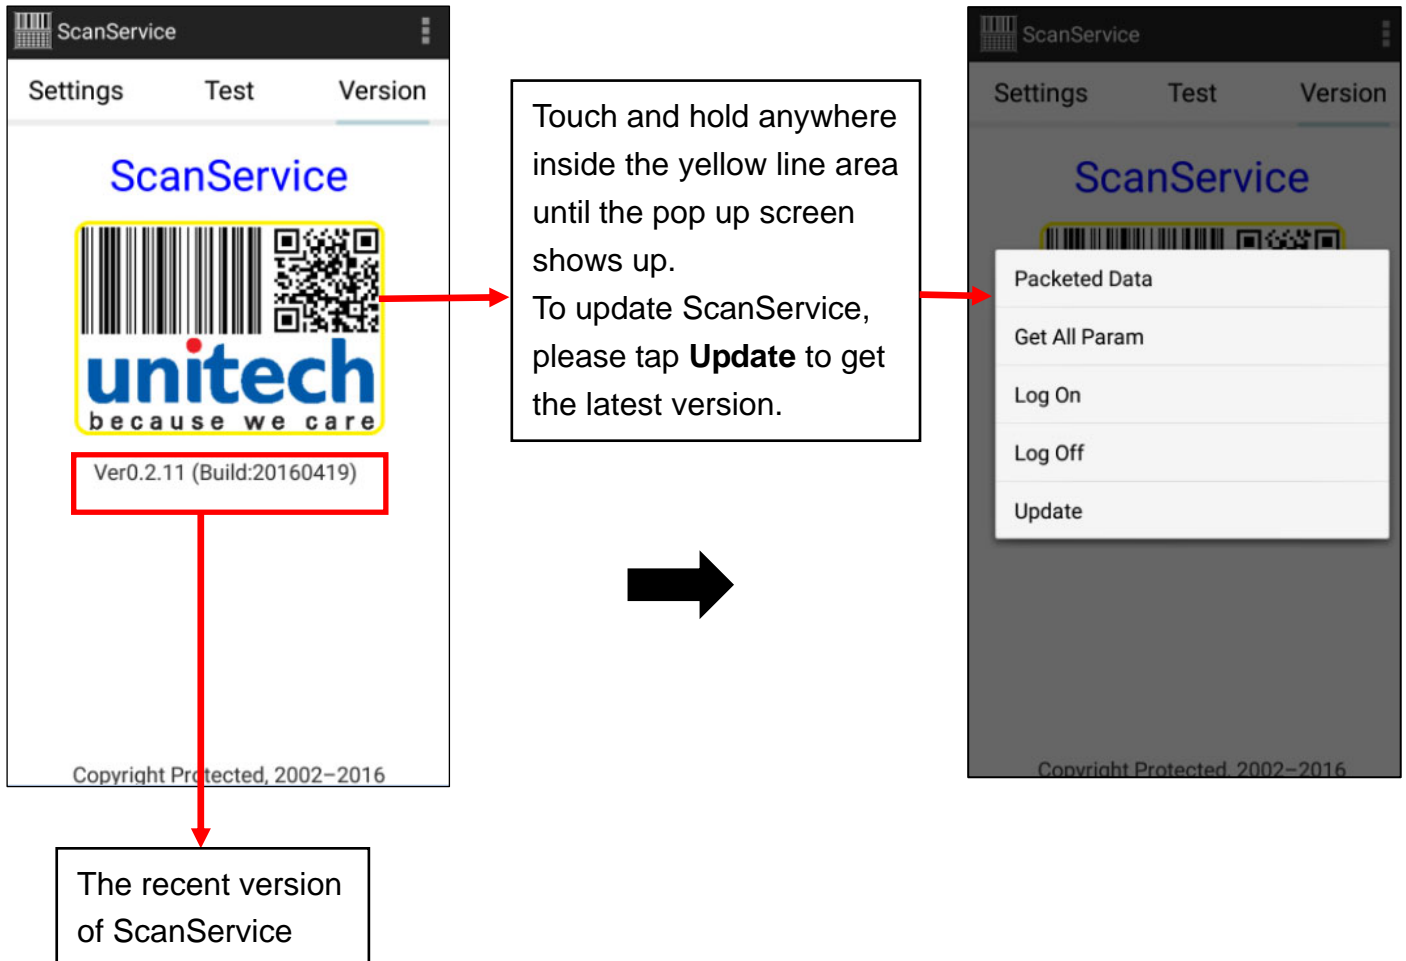 ScanService
Settings Test Version
ScanService
unitech
because we care
Ver0.2.11 (Build:20160419)
Copyright Protected, 2002–2016
The recent version
of ScanService
Touch and hold anywhere
inside the yellow line area
until the pop up screen
shows up.
To update ScanService,
please tap Update to get
the latest version.
ScanService
Settings Test Version
ScanService
Packeted Data
Get All Param
Log On
Log Off
Update
Copyright Protected, 2002–2016